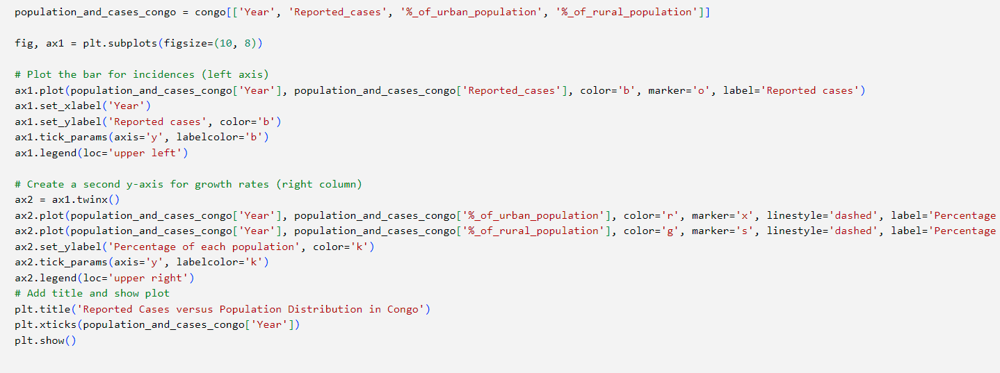 population_and_cases_congo = congo[['Year', 'Reported_cases', '%_of_urban_population', '%_of_rural_population']]
fig, ax1 = plt.subplots(figsize=(10, 8))
# Plot the bar for incidences (left axis)
ax1.plot(population_and_cases_congo['Year'], population_and_cases_congo['Reported_cases'], color='b', marker='o', label='Reported cases')
ax1.set_xlabel('Year')
ax1.set_ylabel('Reported cases', color='b')
ax1.tick_params(axis='y', labelcolor='b')
ax1.legend(loc='upper left')
# Create a second y-axis for growth rates (right column)
ax2 = ax1.twinx()
ax2.plot(population_and_cases_congo['Year'], population_and_cases_congo['%_of_urban_population'], color='r', marker='x', linestyle='dashed', label='Percentage
ax2.plot(population_and_cases_congo['Year'], population_and_cases_congo['%_of_rural_population'], color='g', marker='s', linestyle='dashed', label='Percentage
ax2.set_ylabel('Percentage of each population', color='k')
ax2.tick_params(axis='y', labelcolor='k')
ax2.legend(loc='upper right')
# Add title and show plot
plt.title('Reported Cases versus Population Distribution in Congo')
plt.xticks(population_and_cases_congo['Year'])
plt.show()